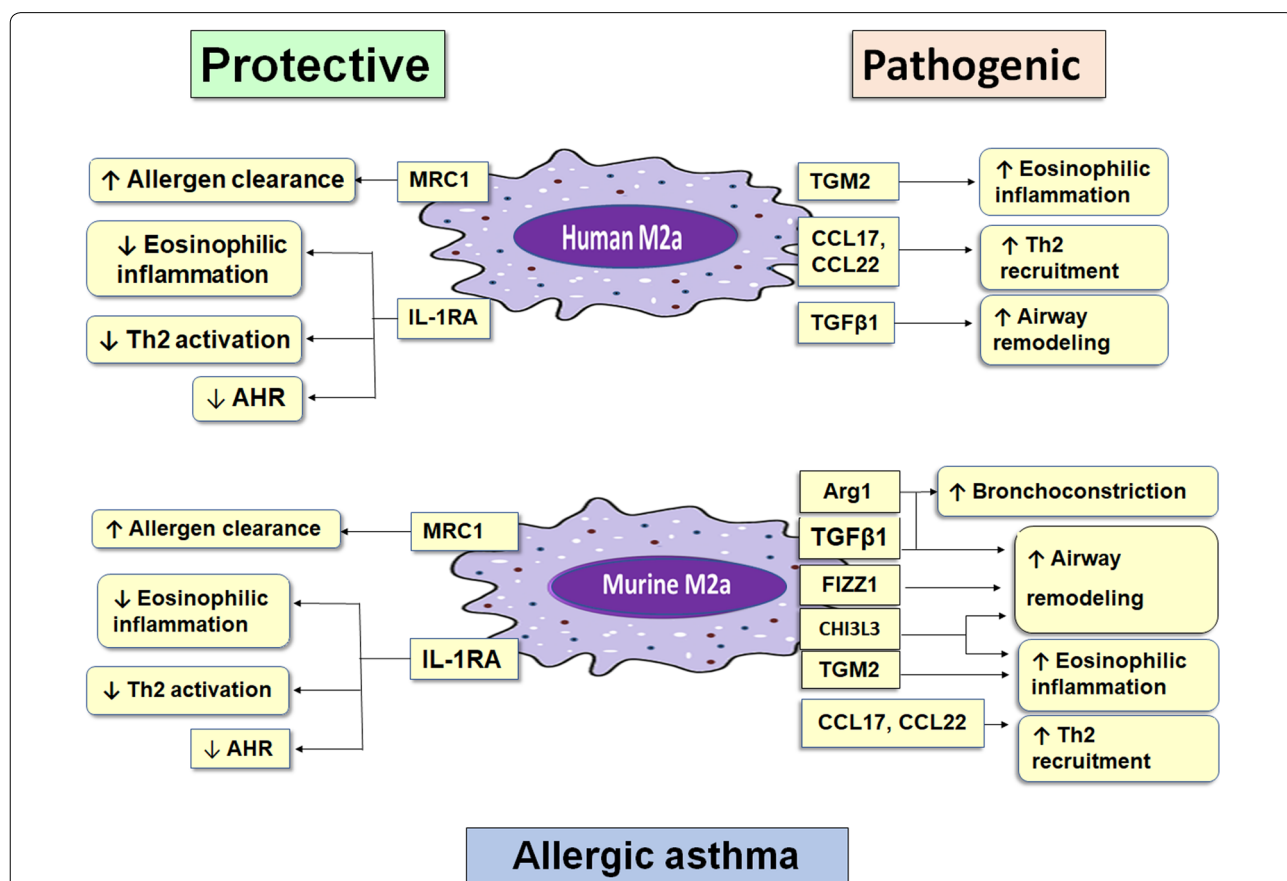 Protective
Pathogenic
↑ Allergen clearance
MRC1
↓ Eosinophilic
inflammation
IL-1RA
↓ Th2 activation
↓ AHR
Human M2a
TGM2
↑ Eosinophilic
inflammation
CCL17,
CCL22
↑ Th2
recruitment
TGFβ1
↑ Airway
remodeling
↑ Allergen clearance
MRC1
↓ Eosinophilic
inflammation
IL-1RA
↓ Th2 activation
↓ AHR
Murine M2a
Arg1
↑ Bronchoconstriction
TGFβ1
↑ Airway
remodeling
FIZZ1
CHI3L3
↑ Eosinophilic
inflammation
TGM2
CCL17, CCL22
↑ Th2
recruitment
Allergic asthma